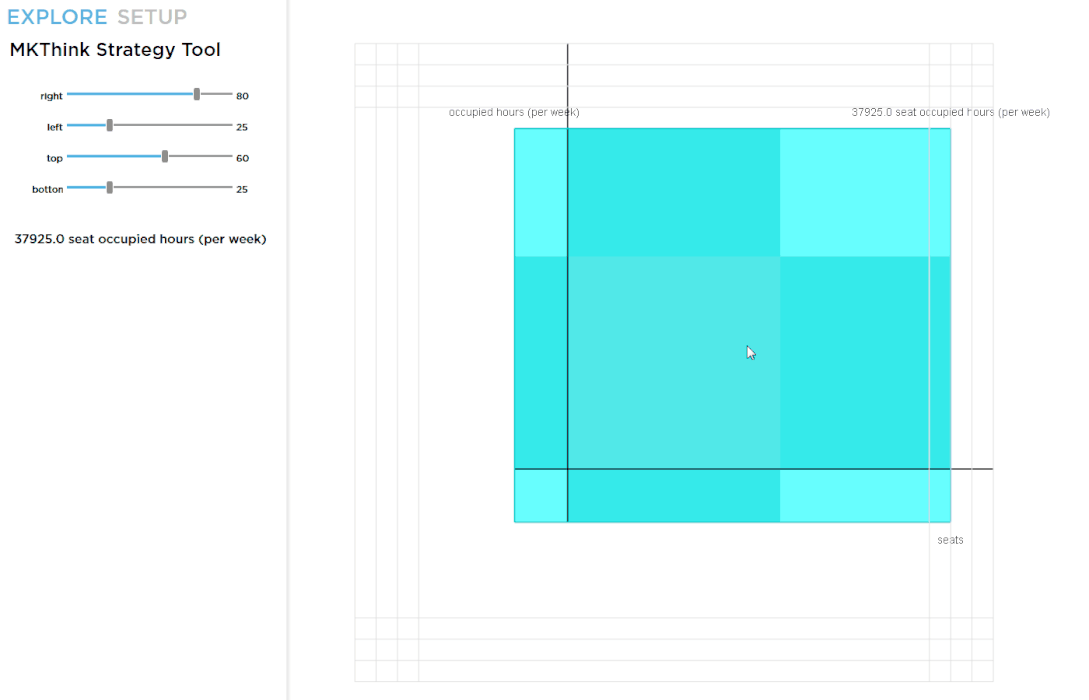 EXPLORE SETUP
MKThink Strategy Tool
right 80
left 25
top 60
botton 25
37925.0 seat occupied hours (per week)
occupied hours (per week)
37925.0 seat occupied hours (per week)
seats